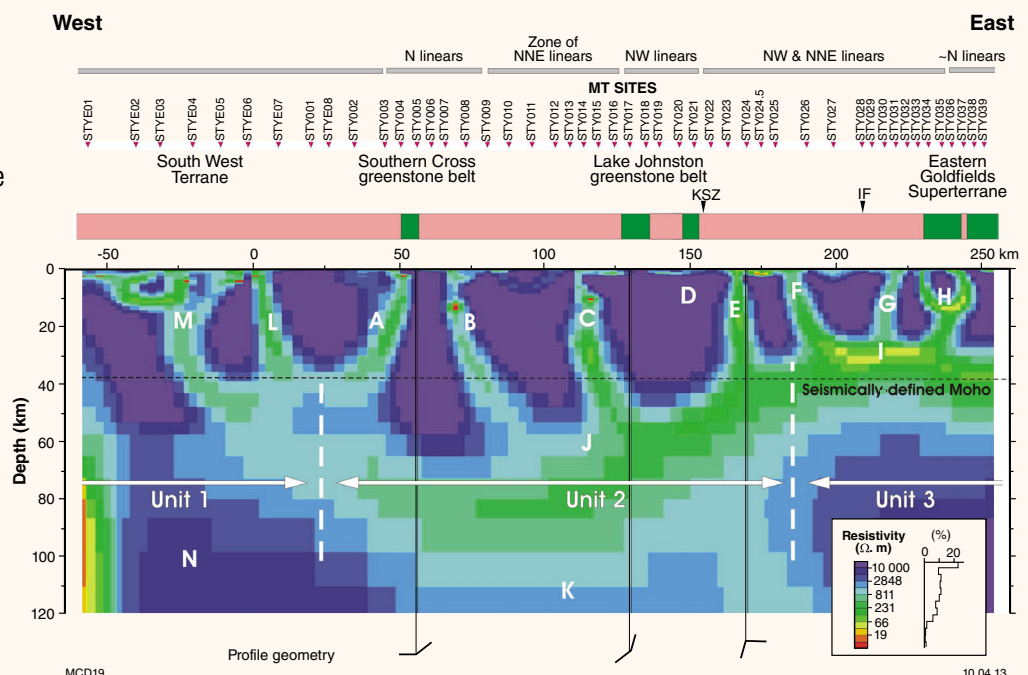 West
East
N linears
Zone of
NNE linears
NW linears
NW & NNE linears
~N linears
MT SITES
STYE01
STYE02
STYE03
STYE04
STYE05
STYE06
STYE07
STY001
STYE08
STY002
STY003
STY004
STY005
STY006
STY007
STY008
STY009
STY010
STY011
STY012
STY013
STY014
STY015
STY016
STY017
STY018
STY019
STY020
STY021
STY022
STY023
STY024
STY024.5
STY025
STY026
STY027
STY028
STY029
STY030
STY031
STY032
STY033
STY034
STY035
STY036
STY037
STY038
STY039
e
South West
Terrane
Southern Cross
greenstone belt
Lake Johnston
greenstone belt
Eastern
Goldfields
Superterrane
KSZ
IF
-50 0 50 100 150 200 250 km
0
20
40
60
80
100
120
Depth (km)
M
L
A
B
C
D
E
F
G
H
Seismically-defined Moho
J
Unit 1
Unit 2
Unit 3
N
K
Resistivity
(Ω. m)
(%)
0 20
10 000
2848
811
231
66
19
Profile geometry
MCD19
10.04.13